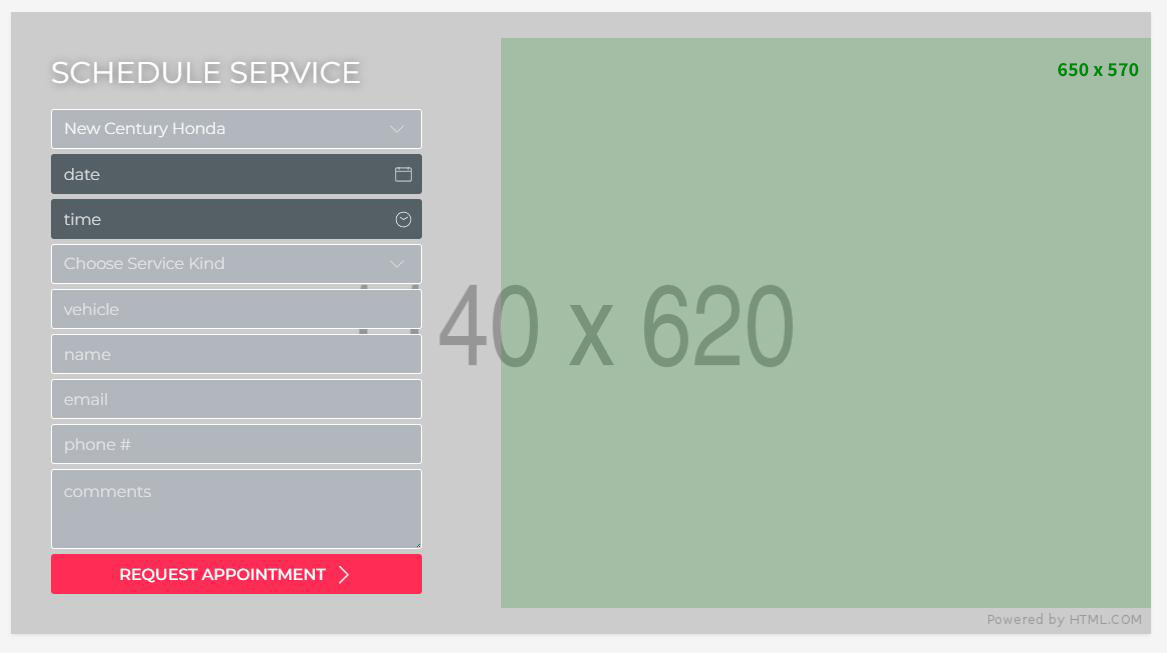 SCHEDULE SERVICE
650 x 570
New Century Honda
date
time
Choose Service Kind
vehicle
40 x 620
name
email
phone #
comments
REQUEST APPOINTMENT
Powered by HTML.COM